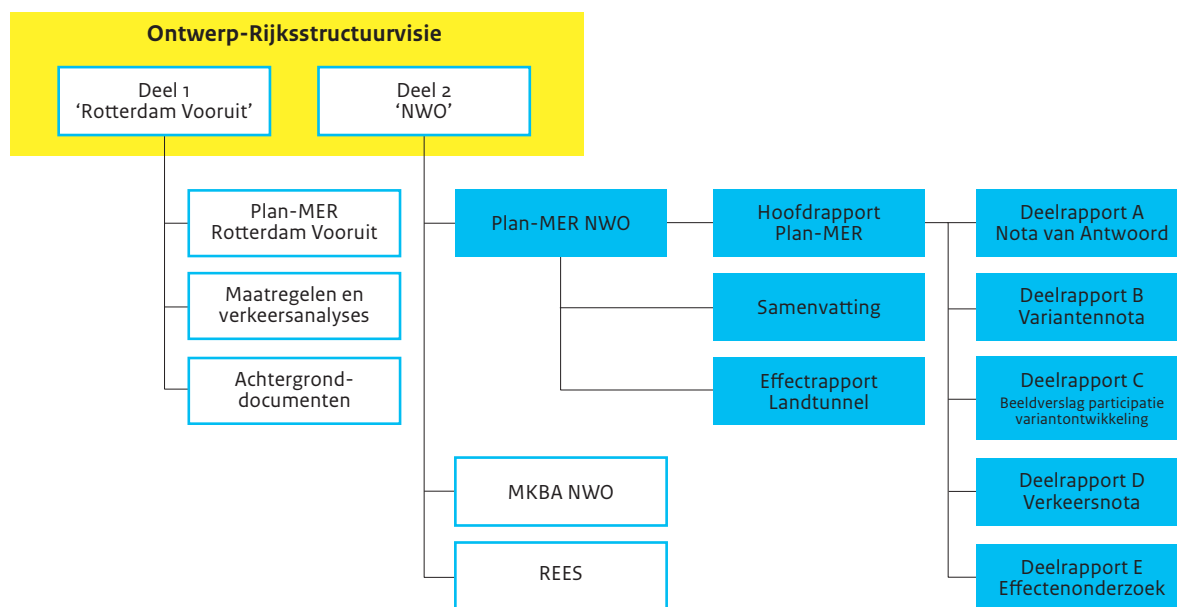 Ontwerp-Rijksstructuurvisie
Deel 1
‘Rotterdam Vooruit’
Deel 2
‘NWO’
Plan-MER
Rotterdam Vooruit
Maatregelen en
verkeersanalyses
Achtergrond-
documenten
Plan-MER NWO
Hoofdrapport
Plan-MER
Samenvatting
Effectrapport
Landtunnel
Deelrapport A
Nota van Antwoord
Deelrapport B
Variantennota
Deelrapport C
Beeldverslag participatie
variantontwikkeling
Deelrapport D
Verkeersnota
Deelrapport E
Effectenonderzoek
MKBA NWO
REES